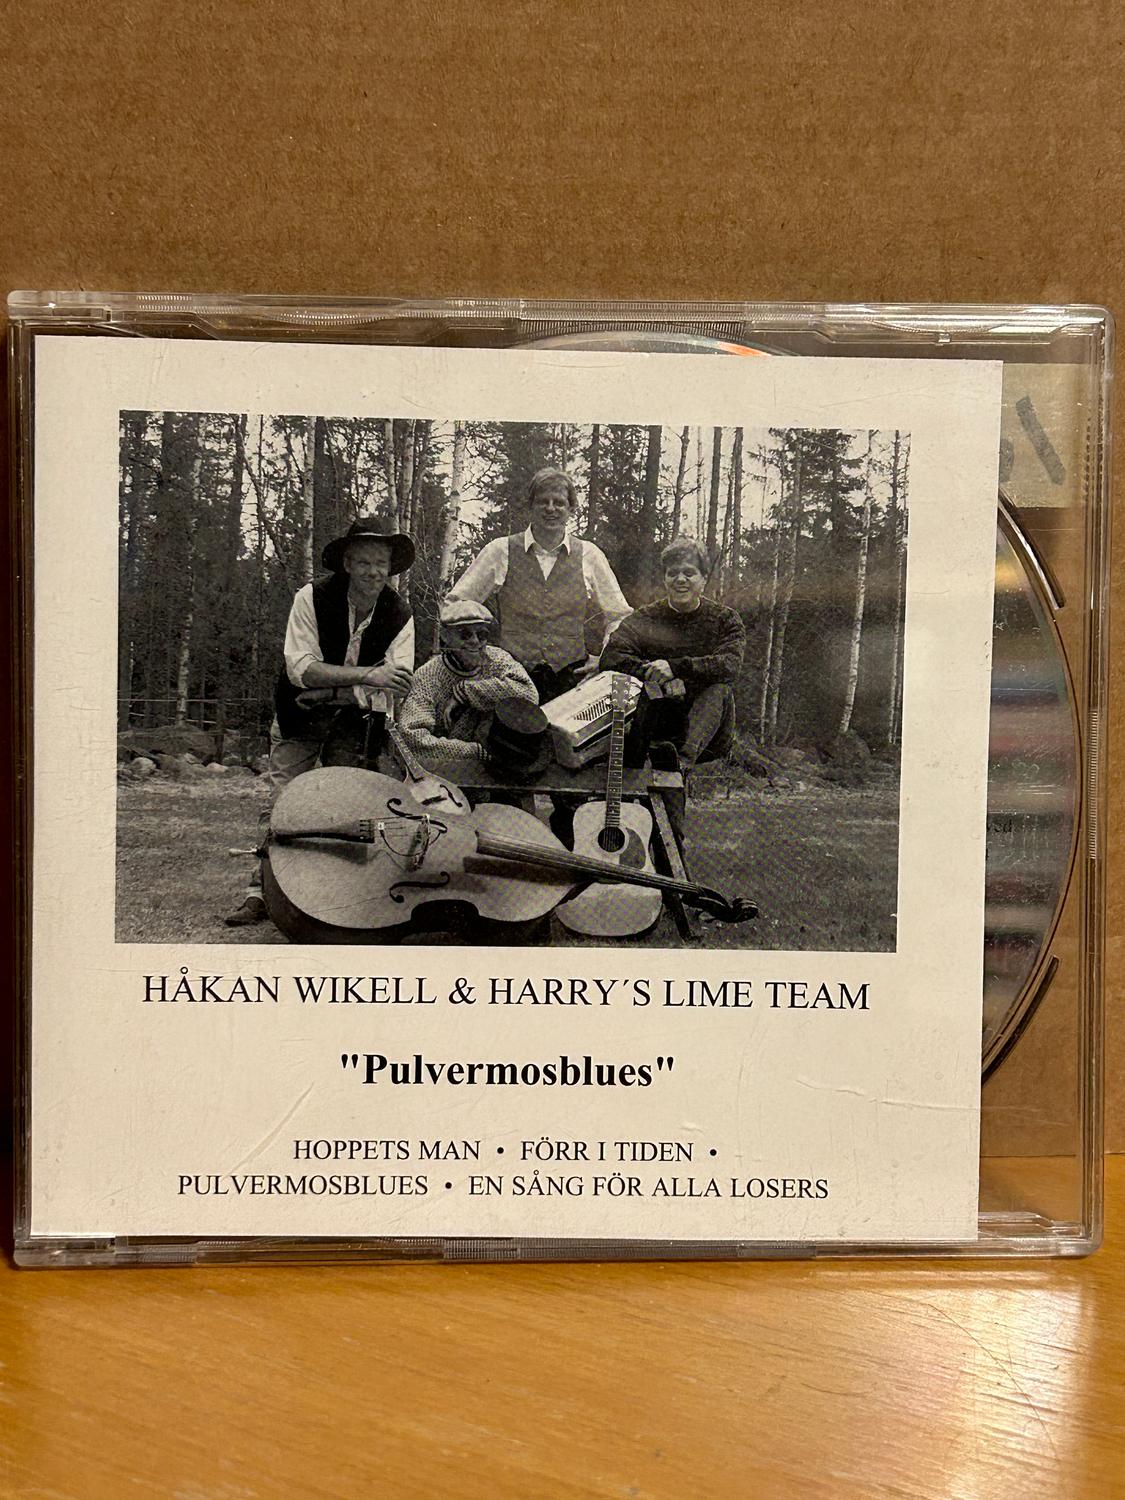 HÅKAN WIKELL & HARRY´S LIME TEAM
"Pulvermosblues"
HOPPETS MAN • FÖRR I TIDEN •
PULVERMOSBLUES • EN SÅNG FÖR ALLA LOSERS